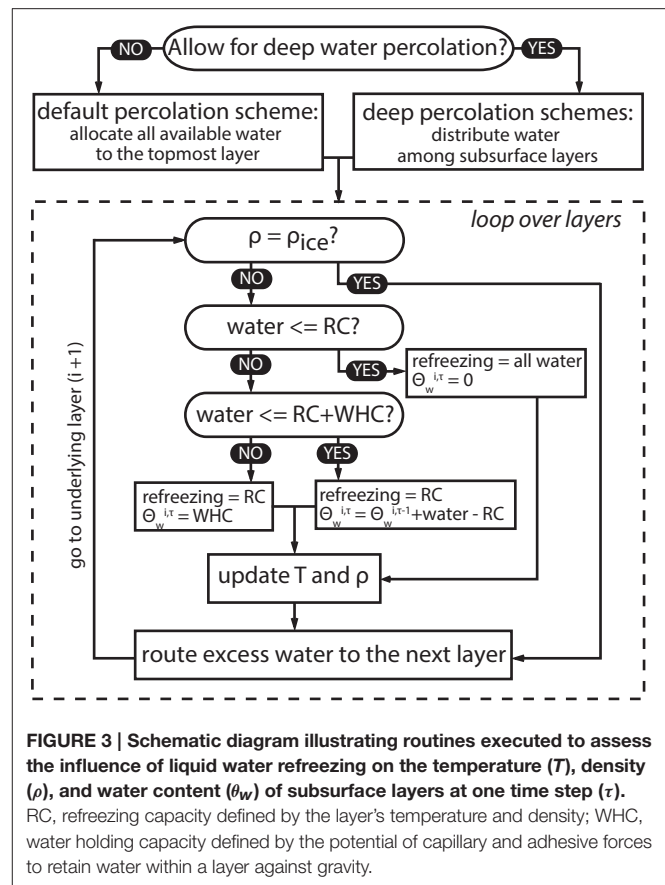 Allow for deep water percolation?
NO
YES
default percolation scheme:
allocate all available water
to the topmost layer
deep percolation schemes:
distribute water
among subsurface layers
loop over layers
ρ = ρice?
NO
YES
water <= RC?
NO
YES
refreezing = all water
Θw i,τ = 0
water <= RC+WHC?
NO
YES
refreezing = RC
Θw i,τ = WHC
refreezing = RC
Θw i,τ = Θw i,τ-1+water - RC
update T and ρ
route excess water to the next layer
go to underlying layer (i +1)
FIGURE 3 | Schematic diagram illustrating routines executed to assess
the influence of liquid water refreezing on the temperature (T), density
(ρ), and water content (θw) of subsurface layers at one time step (τ).
RC, refreezing capacity defined by the layer's temperature and density; WHC,
water holding capacity defined by the potential of capillary and adhesive forces
to retain water within a layer against gravity.